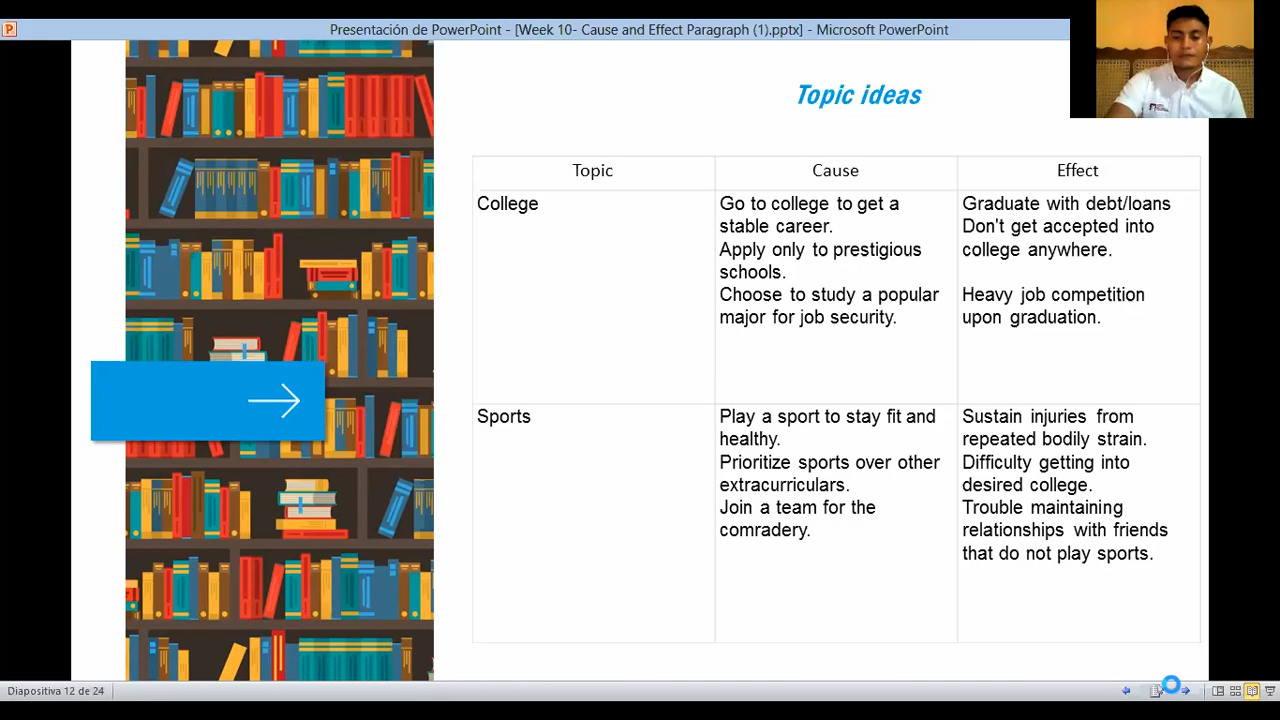 Presentación de PowerPoint - [Week 10- Cause and Effect Paragraph (1).pptx] - Microsoft PowerPoint
Topic ideas
Topic
Cause
Effect
College
Go to college to get a
stable career.
Apply only to prestigious
schools.
Choose to study a popular
major for job security.
Graduate with debt/loans
Don't get accepted into
college anywhere.
Heavy job competition
upon graduation.
Sports
Play a sport to stay fit and
healthy.
Prioritize sports over other
extracurriculars.
Join a team for the
comradery.
Sustain injuries from
repeated bodily strain.
Difficulty getting into
desired college.
Trouble maintaining
relationships with friends
that do not play sports.
Diapositiva 12 de 24